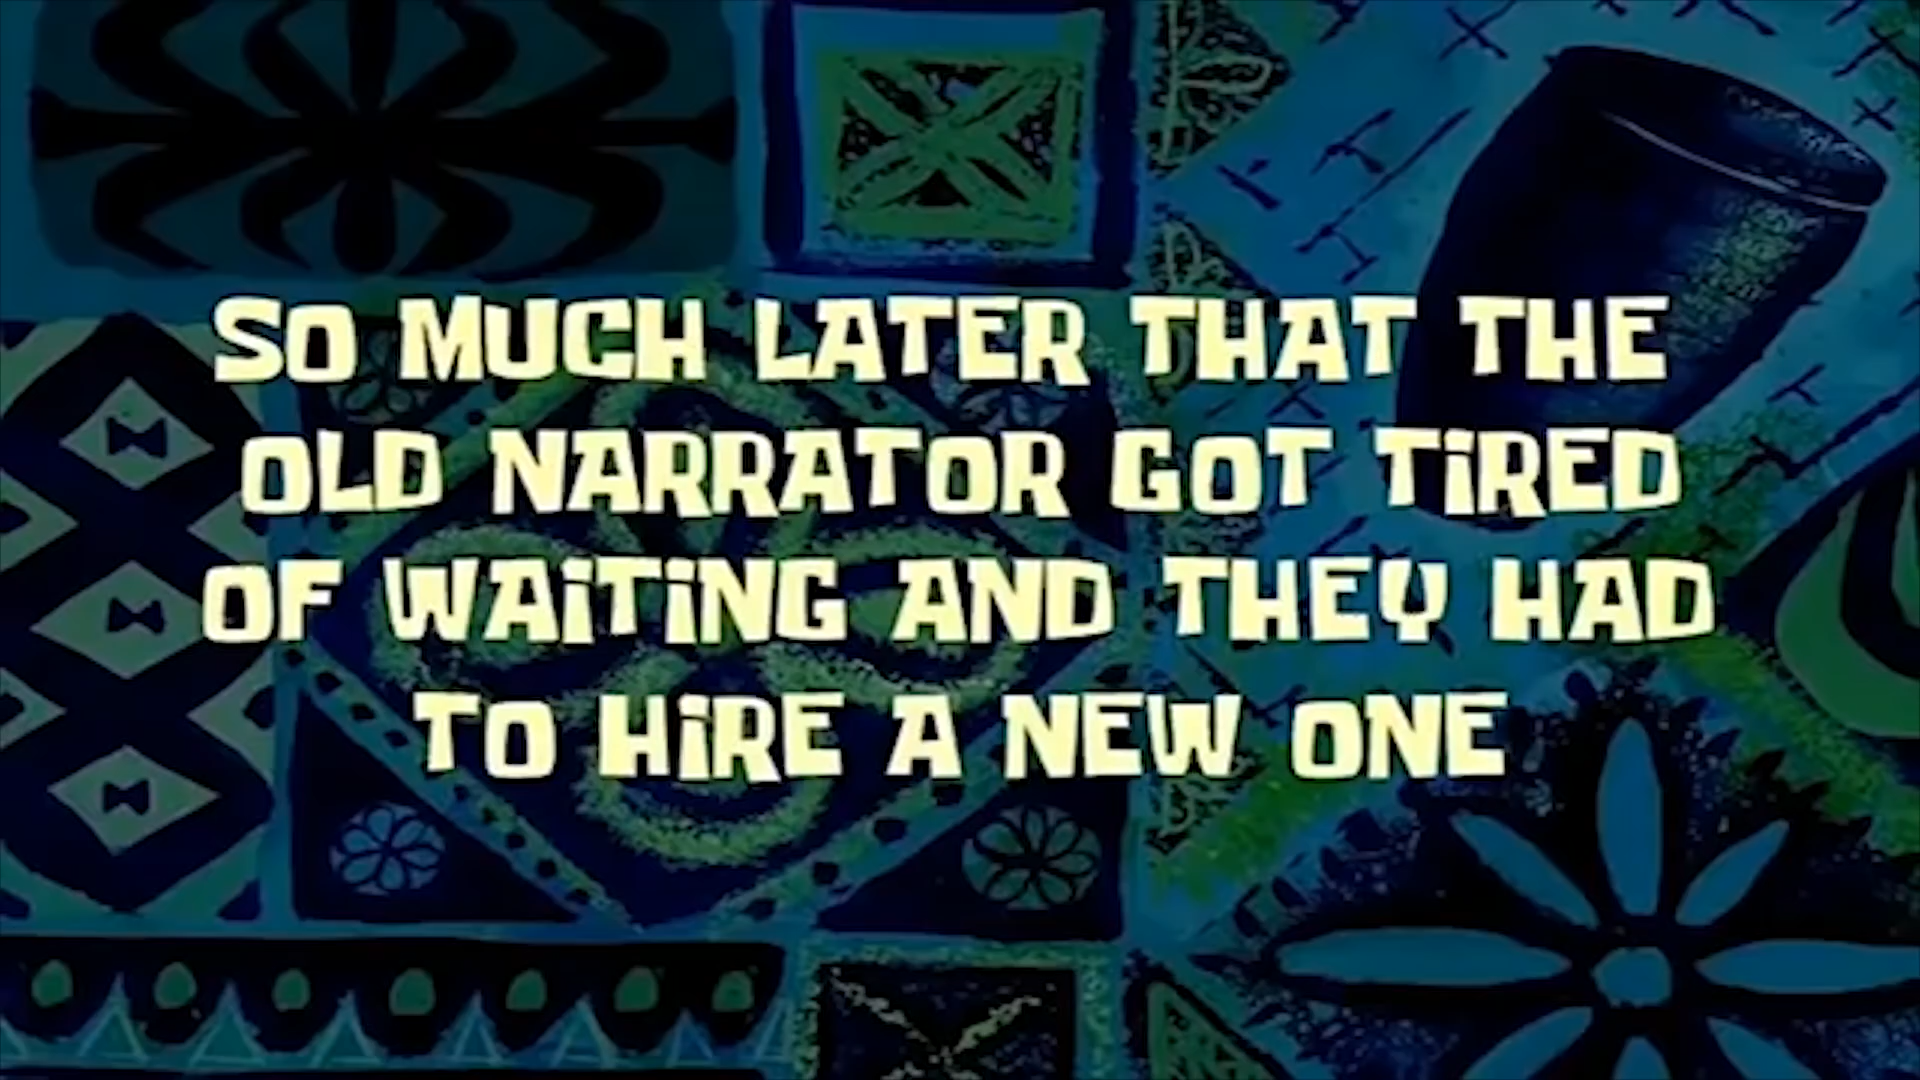 SO MUCH LATER THAT THE
OLD NARRATOR GOT TiRED
OF WAiTiNG AND THEY HAD
TO HiRE A NEW ONE